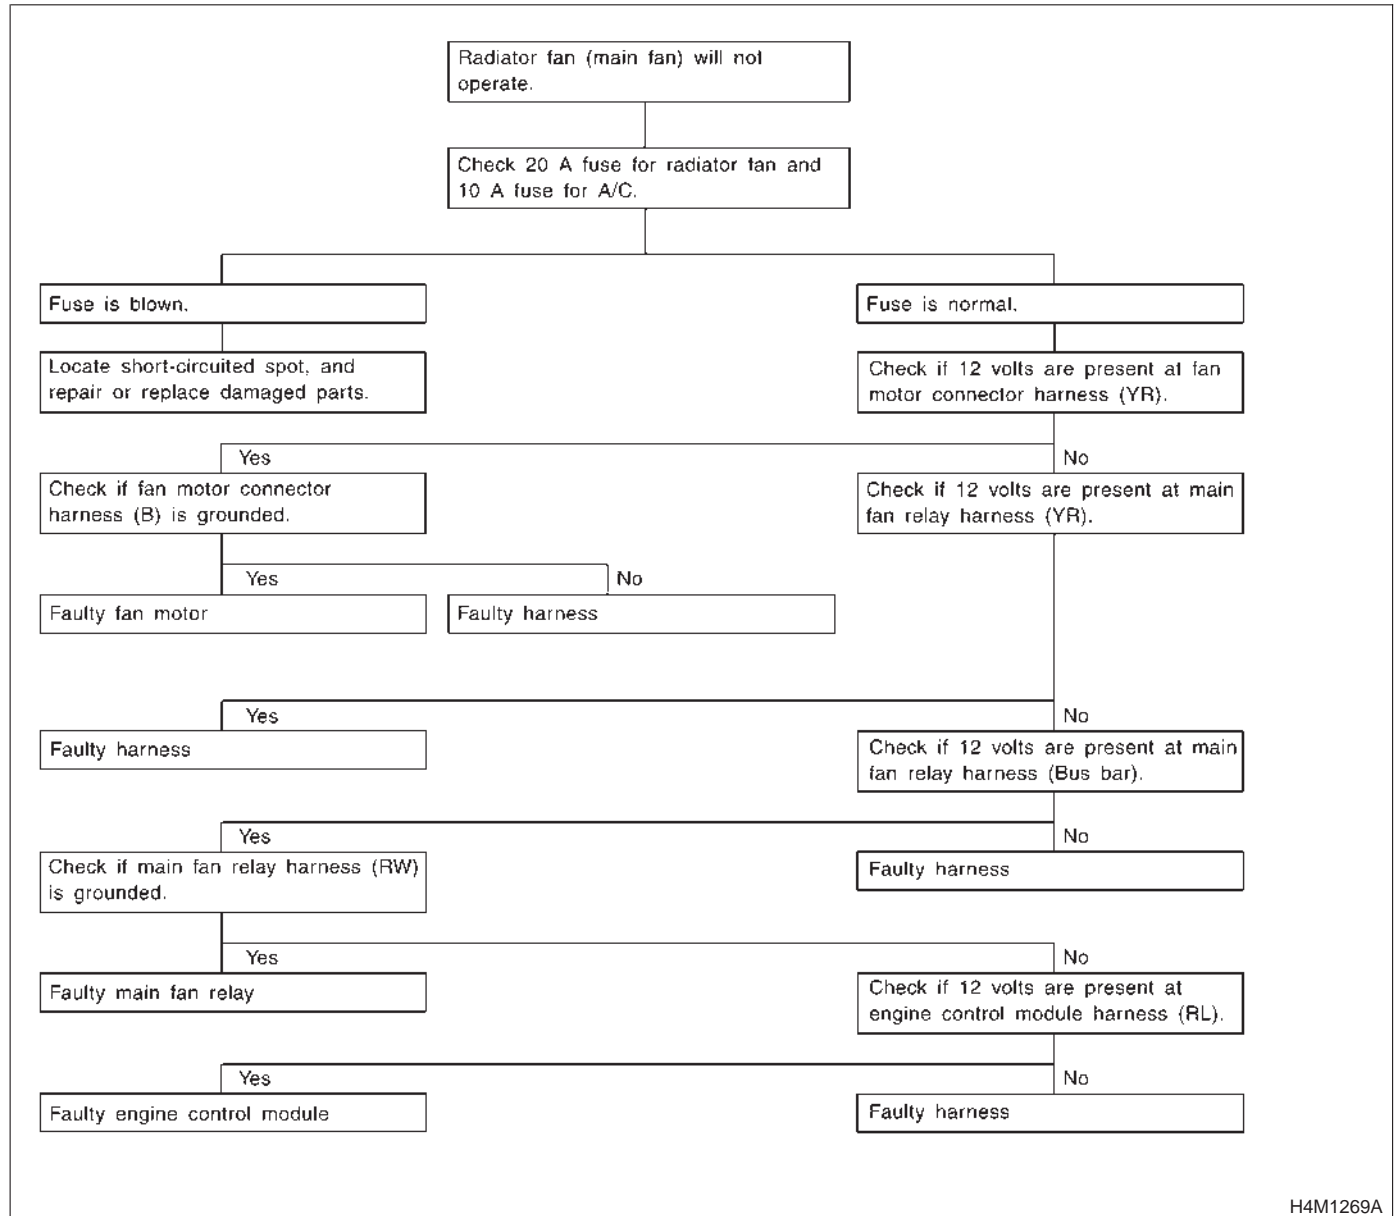 Radiator fan (main fan) will not
operate.
Check 20 A fuse for radiator fan and
10 A fuse for A/C.
Fuse is blown.
Fuse is normal.
Locate short-circuited spot, and
repair or replace damaged parts.
Check if 12 volts are present at fan
motor connector harness (YR).
Yes
No
Check if fan motor connector
harness (B) is grounded.
Check if 12 volts are present at main
fan relay harness (YR).
Yes
No
Faulty fan motor
Faulty harness
Yes
No
Faulty harness
Check if 12 volts are present at main
fan relay harness (Bus bar).
Yes
No
Check if main fan relay harness (RW)
is grounded.
Faulty harness
Yes
No
Faulty main fan relay
Check if 12 volts are present at
engine control module harness (RL).
Yes
No
Faulty engine control module
Faulty harness
H4M1269A